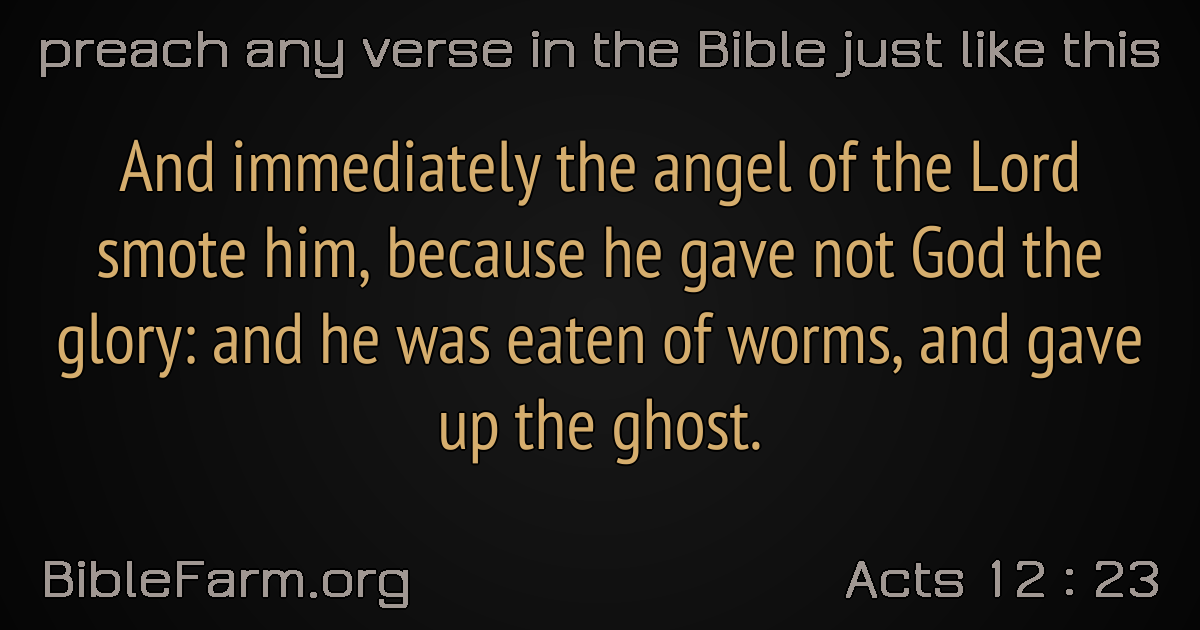 preach any verse in the Bible just like this
And immediately the angel of the Lord
smote him, because he gave not God the
glory: and he was eaten of worms, and gave
up the ghost.
BibleFarm.org
Acts 12 : 23